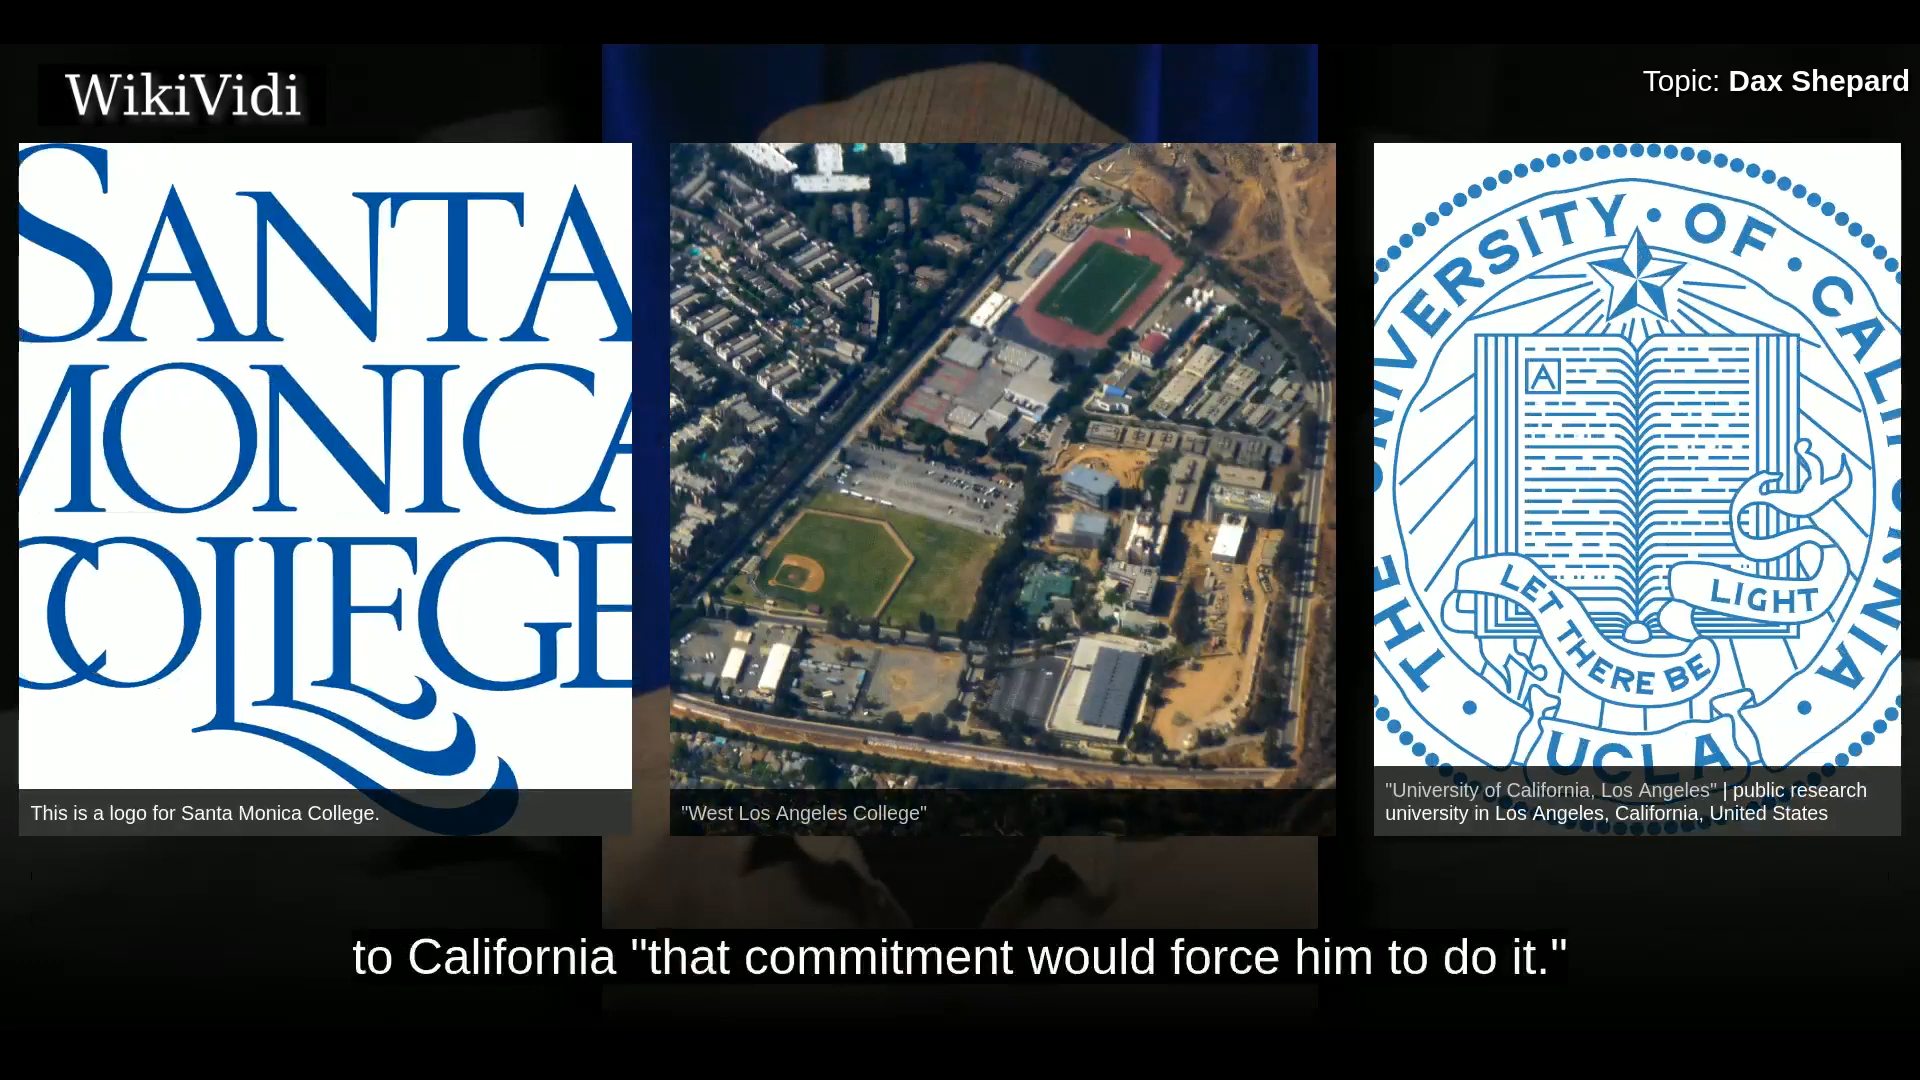 WikiVidi
Topic: Dax Shepard
SANTA
MONICA
COLLEGE
This is a logo for Santa Monica College.
"West Los Angeles College"
THE UNIVERSITY · OF · CALIFORNIA
A
LET THERE BE
LIGHT
UCLA
"University of California, Los Angeles" | public research
university in Los Angeles, California, United States
to California "that commitment would force him to do it."